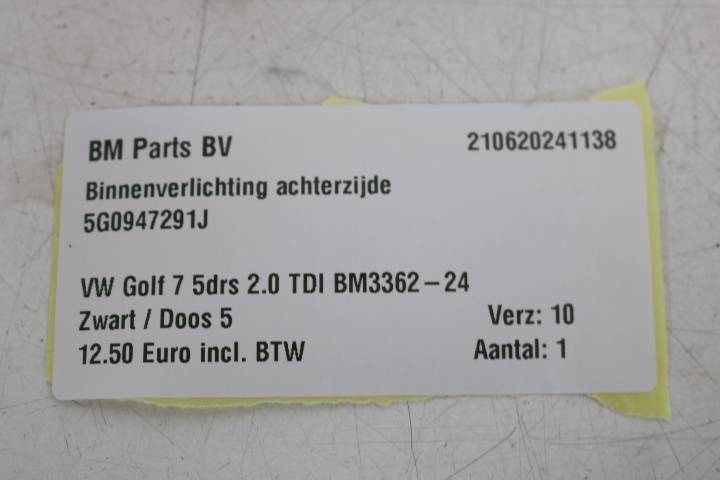 BM Parts BV 210620241138
Binnenverlichting achterzijde
5G0947291J
VW Golf 7 5drs 2.0 TDI BM3362-24
Zwart / Doos 5 Verz: 10
12.50 Euro incl. BTW Aantal: 1